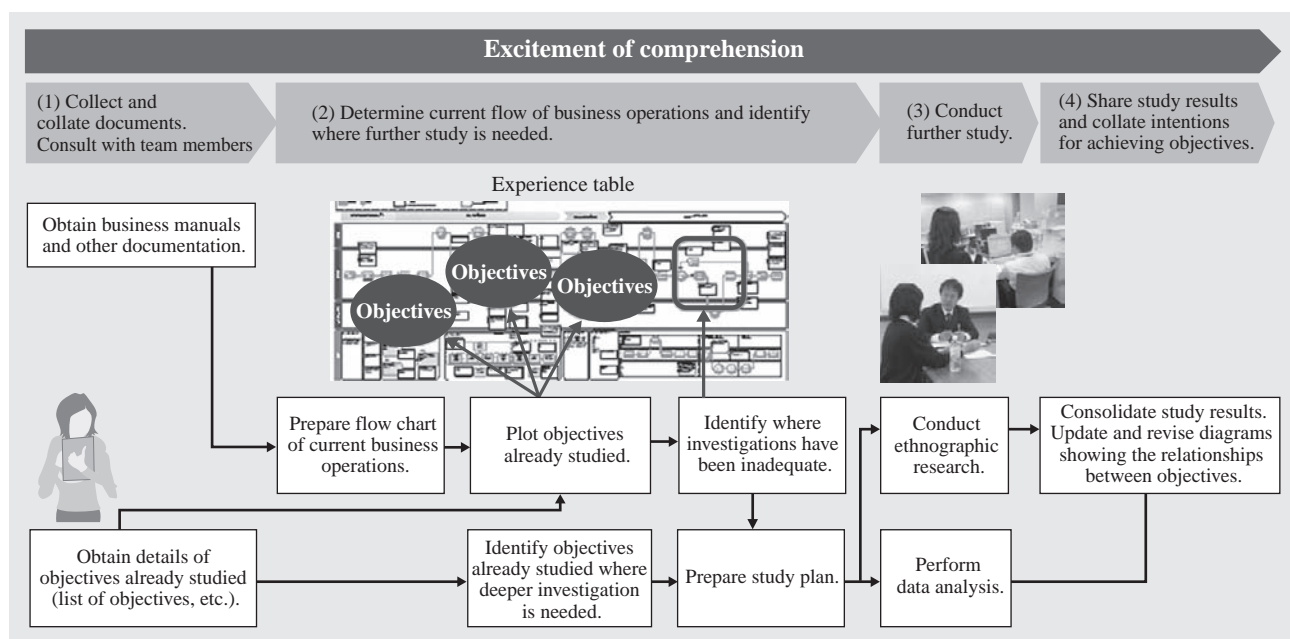 Excitement of comprehension
(1) Collect and
collate documents.
Consult with team members
(2) Determine current flow of business operations and identify
where further study is needed.
(3) Conduct
further study.
(4) Share study results
and collate intentions
for achieving objectives.
Experience table
Obtain business manuals
and other documentation.
Objectives
Objectives
Objectives
Prepare flow chart
of current business
operations.
Plot objectives
already studied.
Identify where
investigations have
been inadequate.
Conduct
ethnographic
research.
Consolidate study results.
Update and revise diagrams
showing the relationships
between objectives.
Obtain details of
objectives already studied
(list of objectives, etc.).
Identify objectives
already studied where
deeper investigation
is needed.
Prepare study plan.
Perform
data analysis.